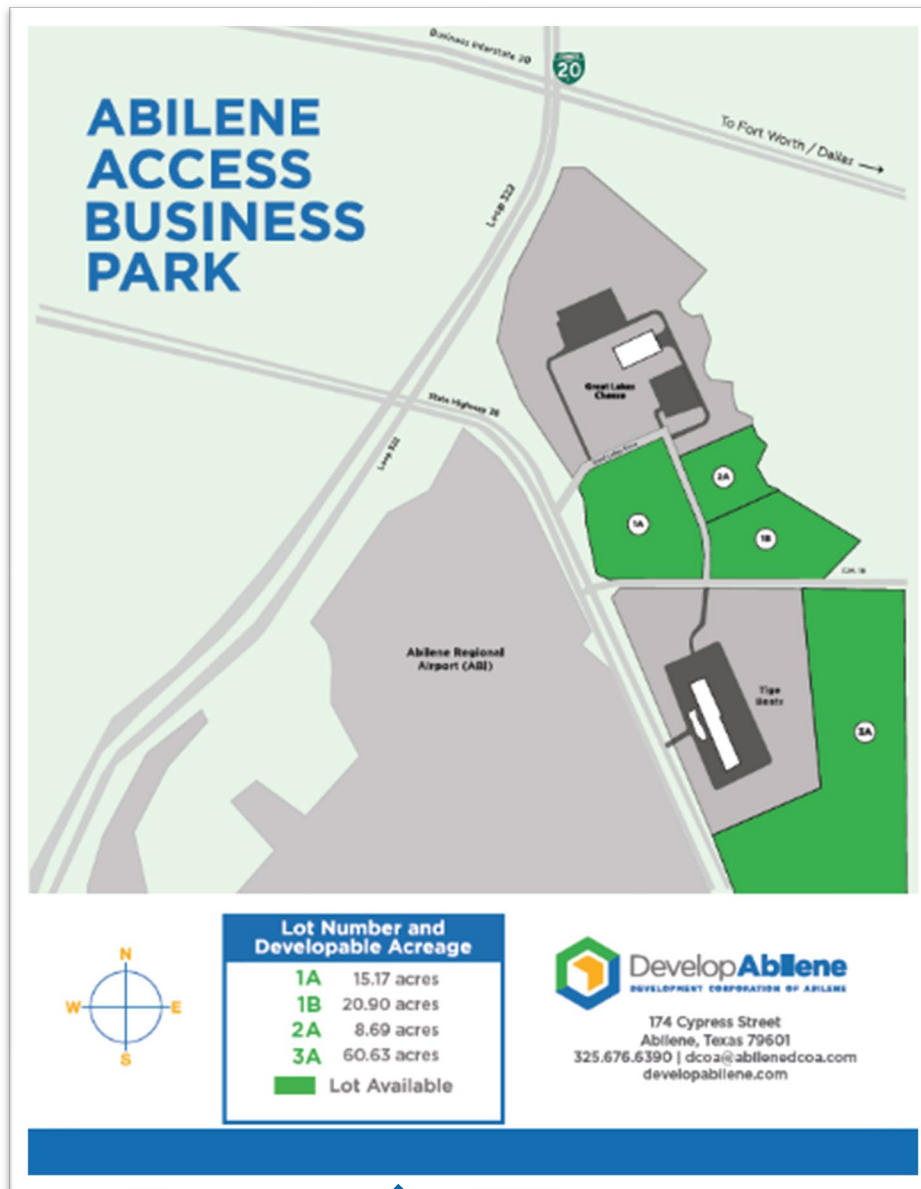 Business Interstate 20
20
ABILENE
ACCESS
BUSINESS
PARK
To Fort Worth / Dallas
Loop 322
Great Lakes
Cheese
State Highway 36
Loop 322
2A
1A
1B
Abilene Regional
Airport (ABI)
Tige
Boats
3A
Lot Number and
Developable Acreage
1A 15.17 acres
1B 20.90 acres
2A 8.69 acres
3A 60.63 acres
Lot Available
N
W E
S
DevelopAbilene
DEVELOPMENT CORPORATION OF ABILENE
174 Cypress Street
Abilene, Texas 79601
325.676.6390 | dcoa@abilenedcoa.com
developabilene.com